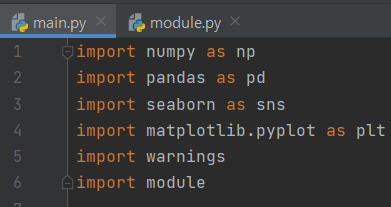 main.py module.py
1 import numpy as np
2 import pandas as pd
3 import seaborn as sns
4 import matplotlib.pyplot as plt
5 import warnings
6 import module